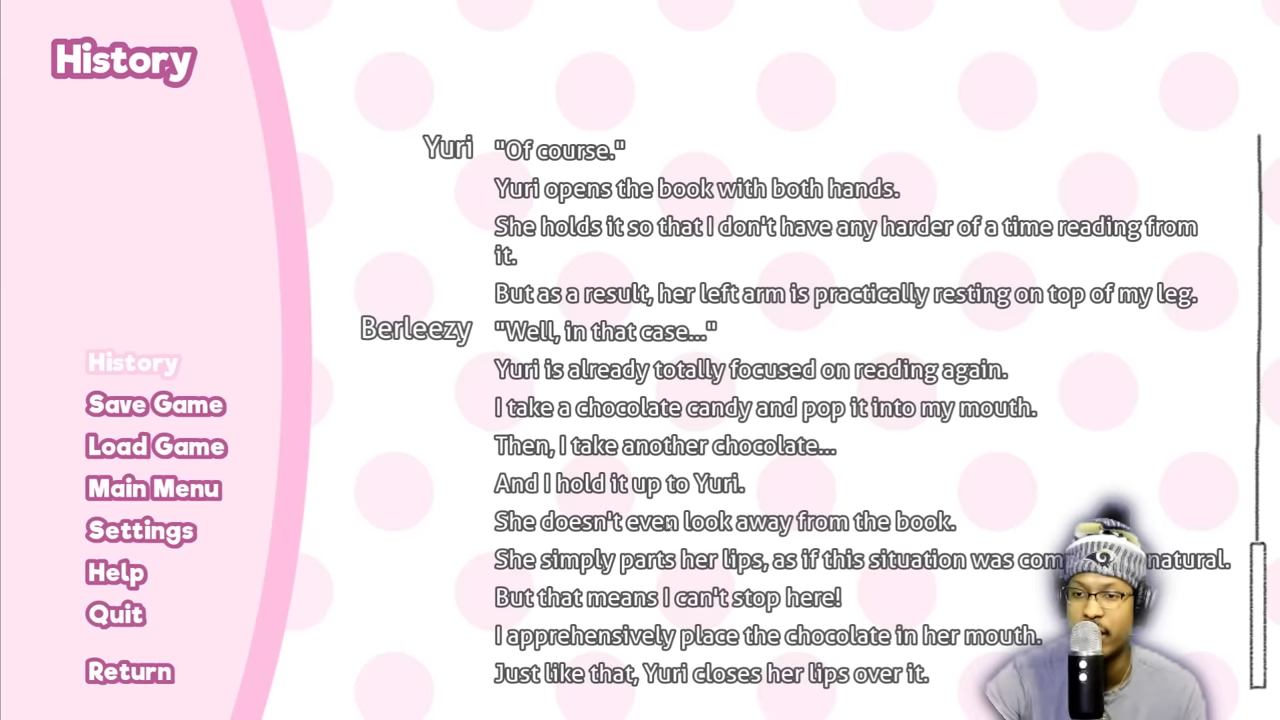 History
Yuri "Of course."
Yuri opens the book with both hands.
She holds it so that I don't have any harder of a time reading from
it.
But as a result, her left arm is practically resting on top of my leg.
Berleezy "Well, in that case..."
Yuri is already totally focused on reading again.
I take a chocolate candy and pop it into my mouth.
Then, I take another chocolate...
And I hold it up to Yuri.
She doesn't even look away from the book.
She simply parts her lips, as if this situation was com natural.
But that means I can't stop here!
I apprehensively place the chocolate in her mouth.
Just like that, Yuri closes her lips over it.
History
Save Game
Load Game
Main Menu
Settings
Help
Quit
Return